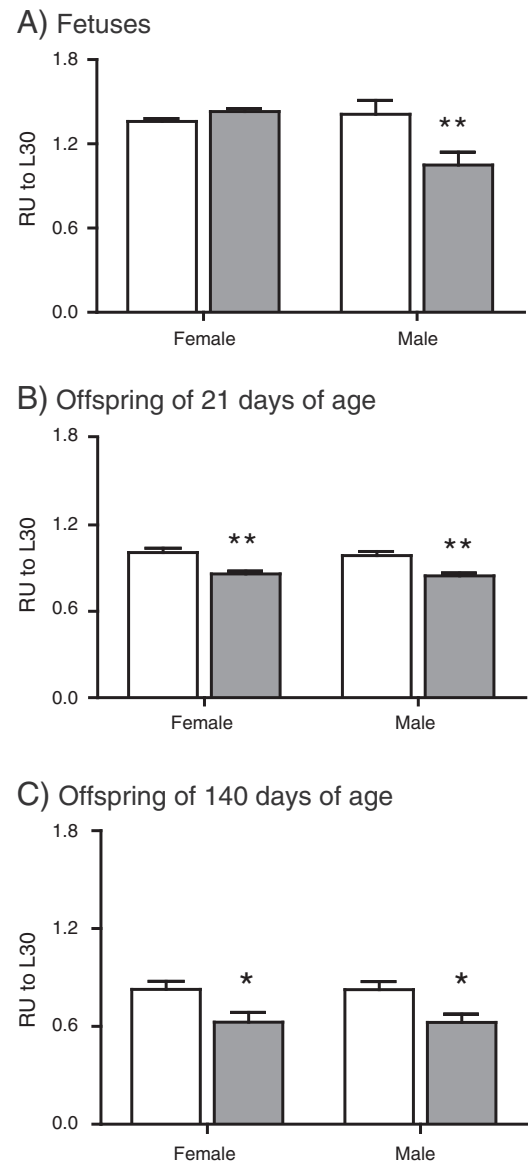 A) Fetuses
1.8
1.2
0.6
0.0
RU to L30
**
Female Male
B) Offspring of 21 days of age
1.8
1.2
0.6
0.0
RU to L30
** **
Female Male
C) Offspring of 140 days of age
1.8
1.2
0.6
0.0
RU to L30
* *
Female Male